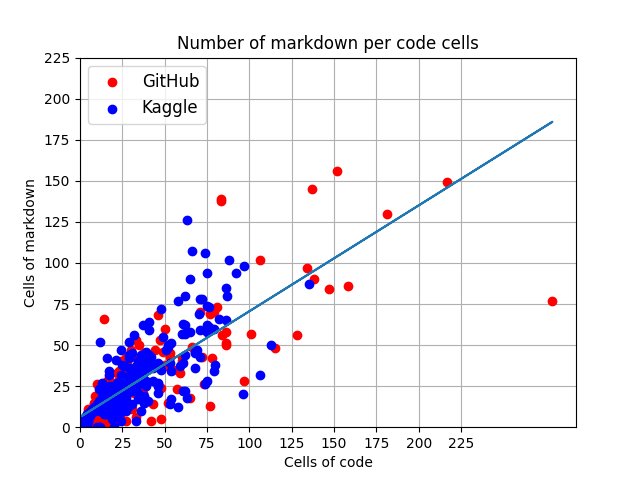 Number of markdown per code cells
225
200
175
150
125
100
75
50
25
0
Cells of markdown
GitHub
Kaggle
0 25 50 75 100 125 150 175 200 225
Cells of code